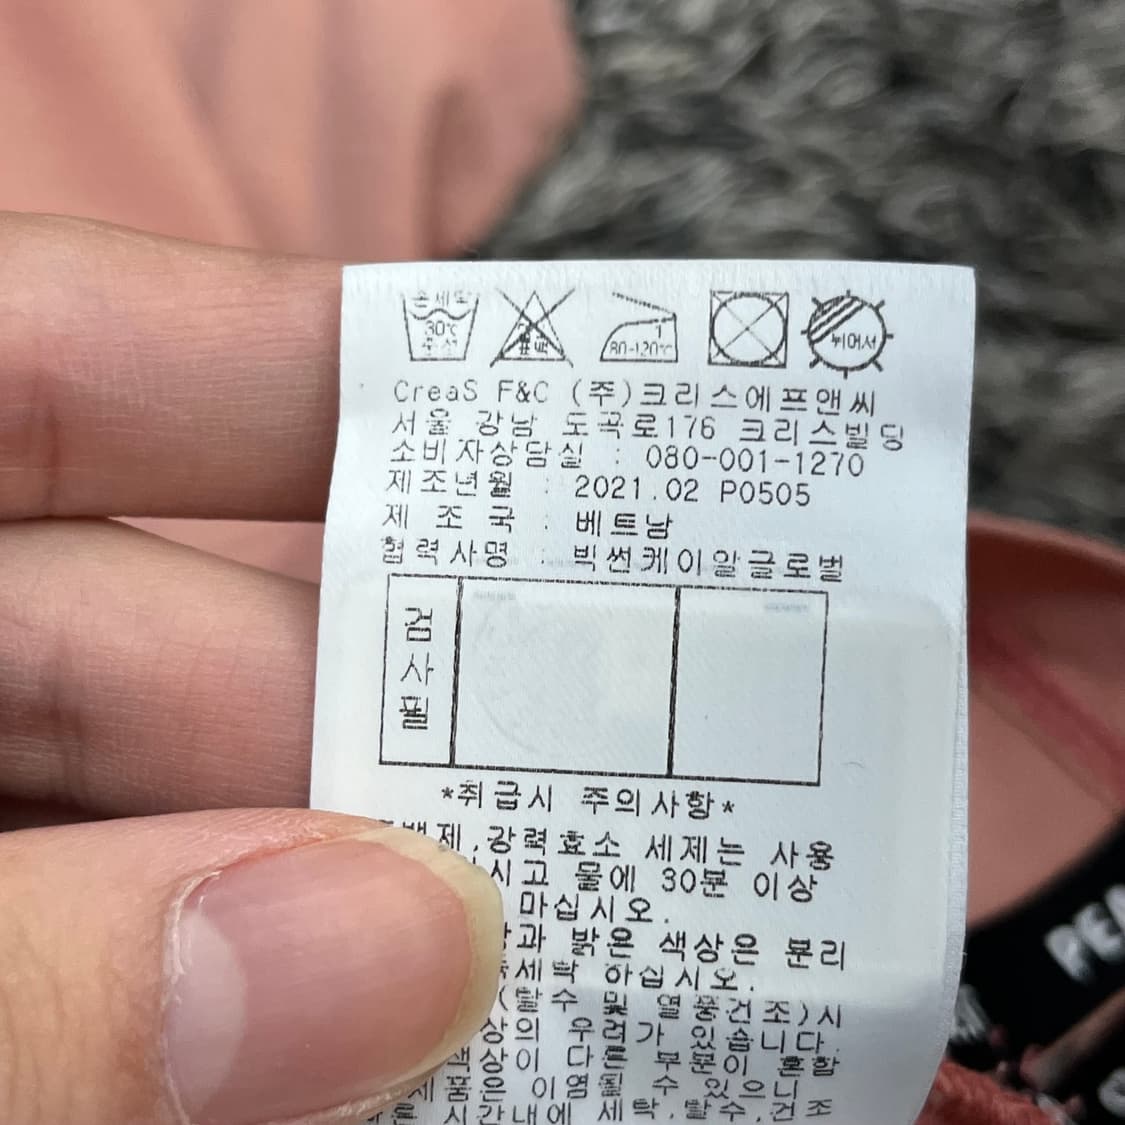 손세탁
30℃
중성
표백
1
80-120℃
뉘어서
CreaS F&C (주)크리스에프앤씨
서울 강남 도곡로176 크리스빌딩
소비자상담실 : 080-001-1270
제조년월 : 2021.02 P0505
제 조 국 : 베트남
협력사명 : 빅썬케이알글로벌
검
사
필
*취급시 주의사항*
제,강력효소 세제는 사용
시고 물에 30분 이상
마십시오.
과 밝은 색상은 분리
세탁 하십시오.
(탈수 및 열풍건조)시
상의 우려가 있습니다.
색상이 다른 부분이 혼합
제품은 이염될 수 있으니
시간내에 세탁,탈수,건조